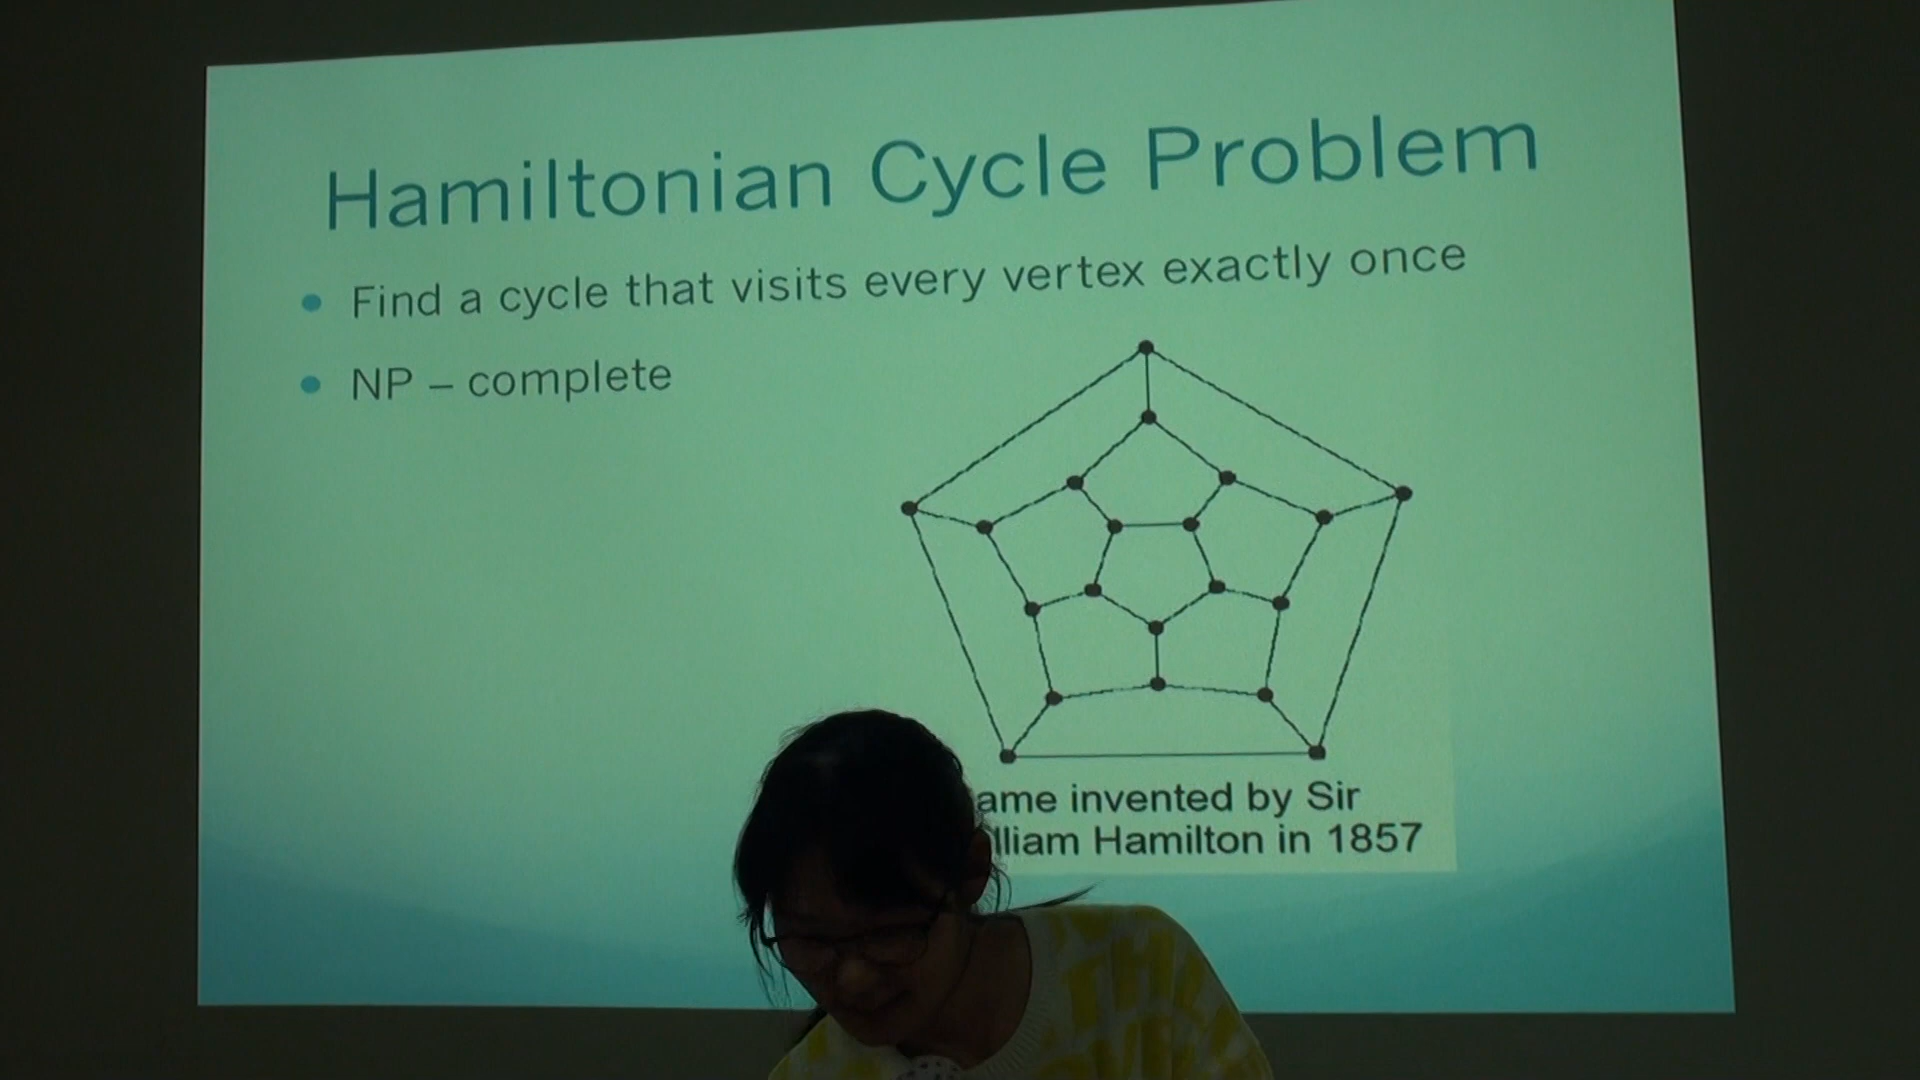 Hamiltonian Cycle Problem
• Find a cycle that visits every vertex exactly once
• NP – complete
ame invented by Sir
lliam Hamilton in 1857